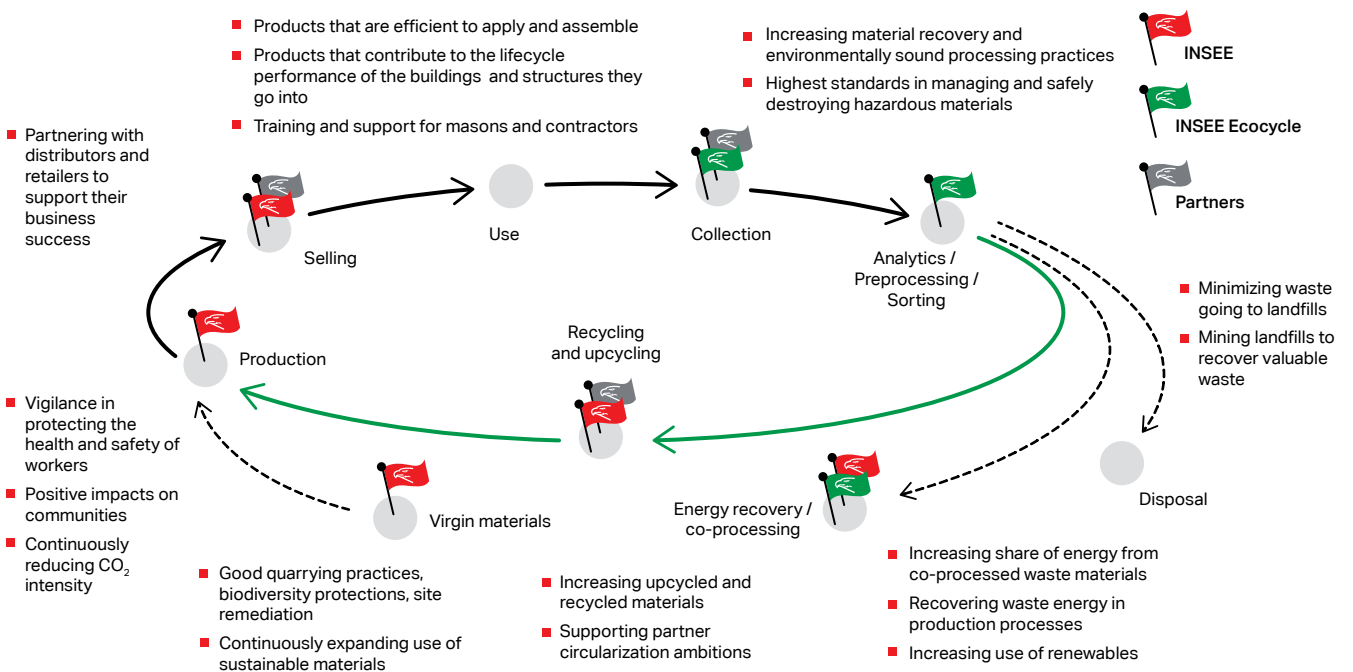 Products that are efficient to apply and assemble
Products that contribute to the lifecycle
performance of the buildings and structures they
go into
Training and support for masons and contractors
Increasing material recovery and
environmentally sound processing practices
Highest standards in managing and safely
destroying hazardous materials
INSEE
INSEE Ecocycle
Partners
Partnering with
distributors and
retailers to
support their
business
success
Selling
Use
Collection
Analytics /
Preprocessing /
Sorting
Minimizing waste
going to landfills
Mining landfills to
recover valuable
waste
Production
Recycling
and upcycling
Vigilance in
protecting the
health and safety of
workers
Positive impacts on
communities
Continuously
reducing CO₂
intensity
Virgin materials
Energy recovery /
co-processing
Disposal
Good quarrying practices,
biodiversity protections, site
remediation
Continuously expanding use of
sustainable materials
Increasing upcycled and
recycled materials
Supporting partner
circularization ambitions
Increasing share of energy from
co-processed waste materials
Recovering waste energy in
production processes
Increasing use of renewables